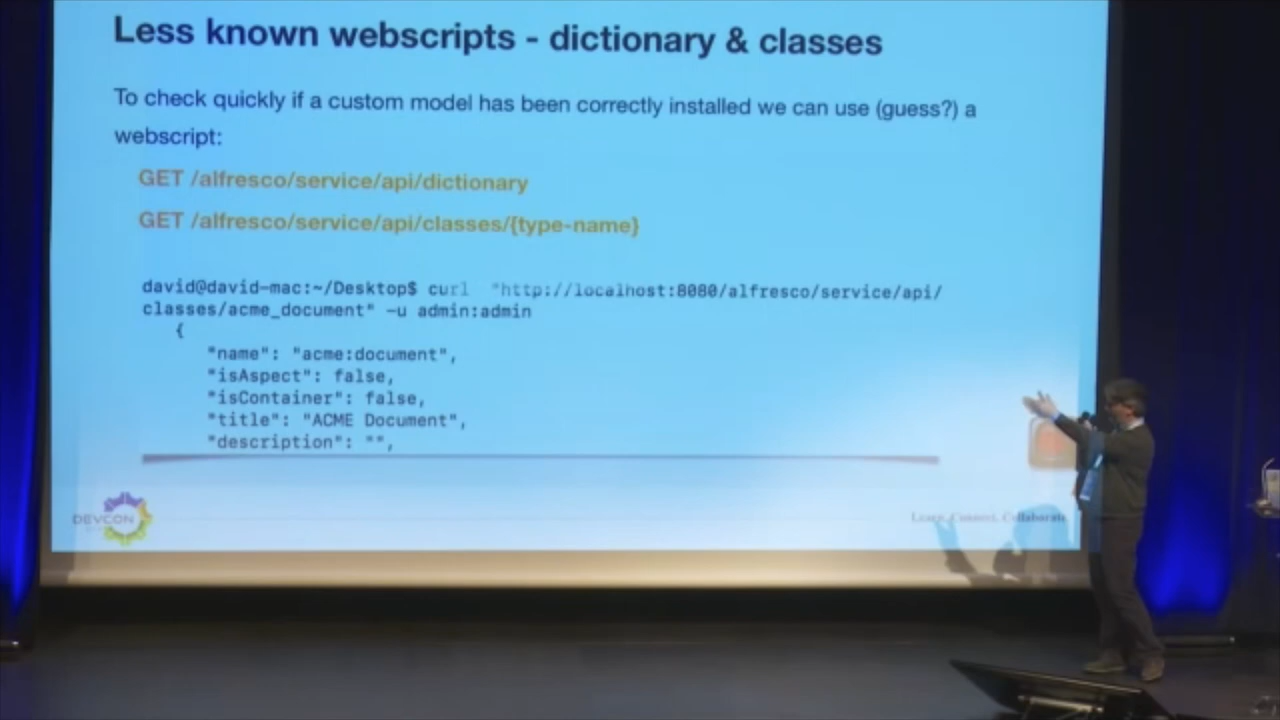 Less known webscripts - dictionary & classes
To check quickly if a custom model has been correctly installed we can use (guess?) a
webscript:
GET /alfresco/service/api/dictionary
GET /alfresco/service/api/classes/{type-name}
david@david-mac:~/Desktop$ curl "http://localhost:8080/alfresco/service/api/
classes/acme_document" -u admin:admin
{
"name": "acme:document",
"isAspect": false,
"isContainer": false,
"title": "ACME Document",
"description": "",
DEVCON
Learn. Connect. Collaborate